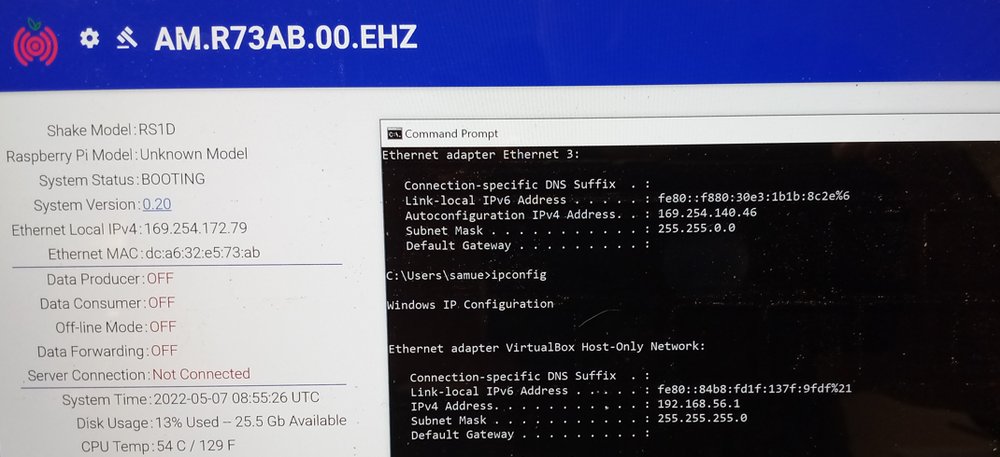 AM.R73AB.00.EHZ
Shake Model: RS1D
Raspberry Pi Model: Unknown Model
System Status: BOOTING
System Version: 0.20
Ethernet Local IPv4: 169.254.172.79
Ethernet MAC: dc:a6:32:e5:73:ab
Data Producer: OFF
Data Consumer: OFF
Off-line Mode: OFF
Data Forwarding: OFF
Server Connection: Not Connected
System Time: 2022-05-07 08:55:26 UTC
Disk Usage: 13% Used -- 25.5 Gb Available
CPU Temp: 54 C / 129 F
Command Prompt
Ethernet adapter Ethernet 3:
Connection-specific DNS Suffix  . :
Link-local IPv6 Address . . . . . : fe80::f880:30e3:1b1b:8c2e%6
Autoconfiguration IPv4 Address. . : 169.254.140.46
Subnet Mask . . . . . . . . . . . : 255.255.0.0
Default Gateway . . . . . . . . . :
C:\Users\samue>ipconfig
Windows IP Configuration
Ethernet adapter VirtualBox Host-Only Network:
Connection-specific DNS Suffix  . :
Link-local IPv6 Address . . . . . : fe80::84b8:fd1f:137f:9fdf%21
IPv4 Address. . . . . . . . . . . : 192.168.56.1
Subnet Mask . . . . . . . . . . . : 255.255.255.0
Default Gateway . . . . . . . . . :